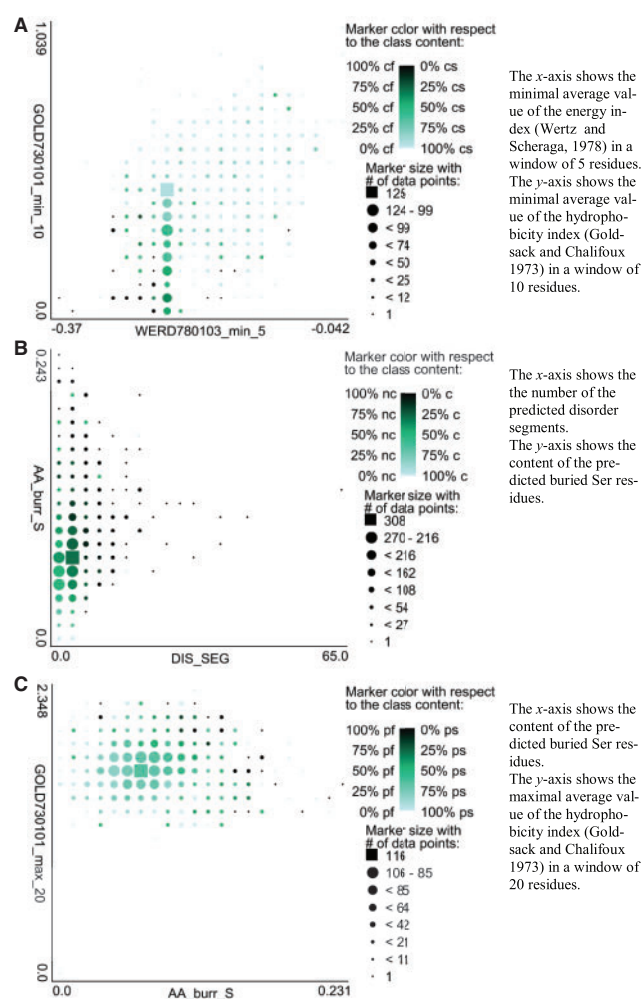 A
1.039
GOLD730101_min_10
0.0
-0.37
WERD780103_min_5
-0.042
Marker color with respect
to the class content:
100% cf 0% cs
75% cf 25% cs
50% cf 50% cs
25% cf 75% cs
0% cf 100% cs
Marker size with
# of data points:
125
124 - 99
< 99
< 74
< 50
< 25
< 12
1
The x-axis shows the
minimal average val-
ue of the energy in-
dex (Wertz and
Scheraga, 1978) in a
window of 5 residues.
The y-axis shows the
minimal average val-
ue of the hydropho-
bicity index (Gold-
sack and Chalifoux
1973) in a window of
10 residues.
B
0.243
AA_burr_S
0.0
0.0
DIS_SEG
65.0
Marker color with respect
to the class content:
100% nc 0% c
75% nc 25% c
50% nc 50% c
25% nc 75% c
0% nc 100% c
Marker size with
# of data points:
308
270 - 216
< 216
< 162
< 108
< 54
< 27
1
The x-axis shows the
the number of the
predicted disorder
segments.
The y-axis shows the
content of the pre-
dicted buried Ser res-
idues.
C
2.348
GOLD730101_max_20
0.0
0.0
AA_burr_S
0.231
Marker color with respect
to the class content:
100% pf 0% ps
75% pf 25% ps
50% pf 50% ps
25% pf 75% ps
0% pf 100% ps
Marker size with
# of data points:
116
106 - 85
< 85
< 64
< 42
< 21
< 11
1
The x-axis shows the
content of the pre-
dicted buried Ser res-
idues.
The y-axis shows the
maximal average val-
ue of the hydropho-
bicity index (Gold-
sack and Chalifoux
1973) in a window of
20 residues.